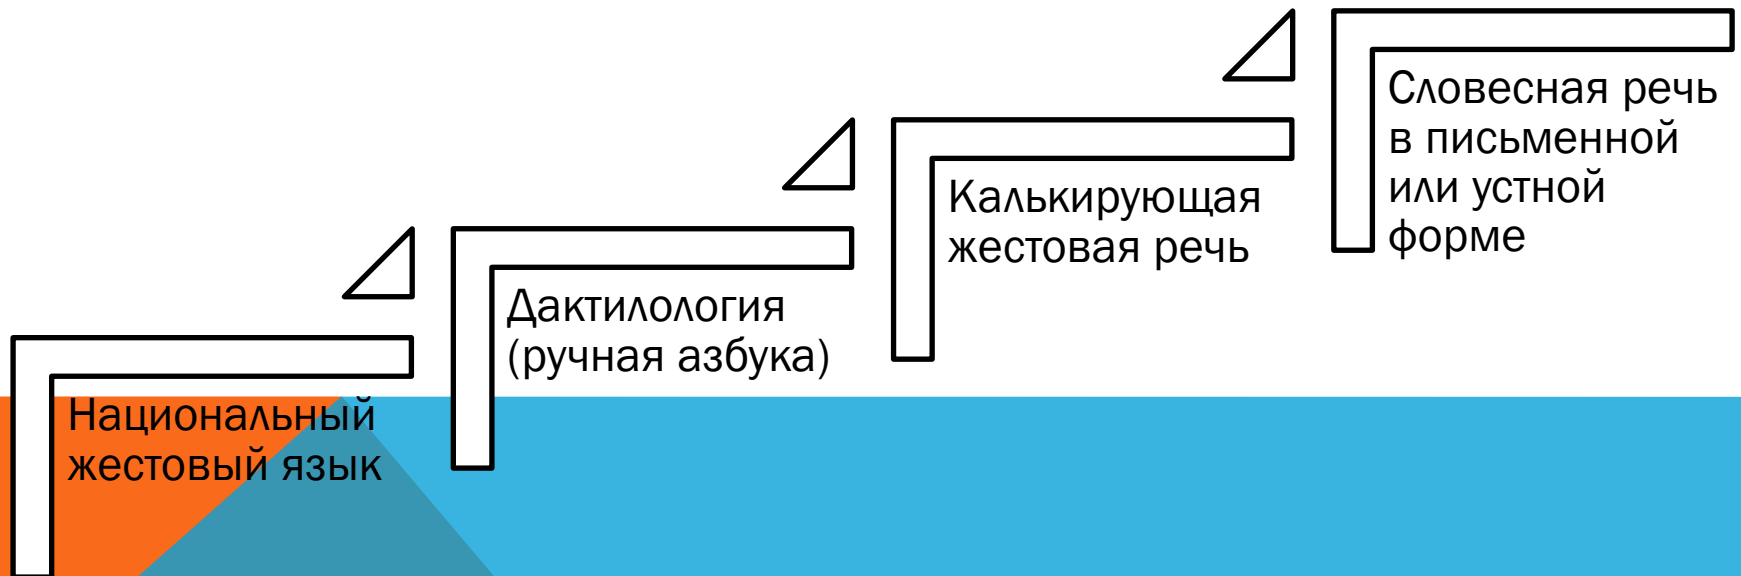 Национальный
жестовый язык
Дактилология
(ручная азбука)
Калькирующая
жестовая речь
Словесная речь
в письменной
или устной
форме